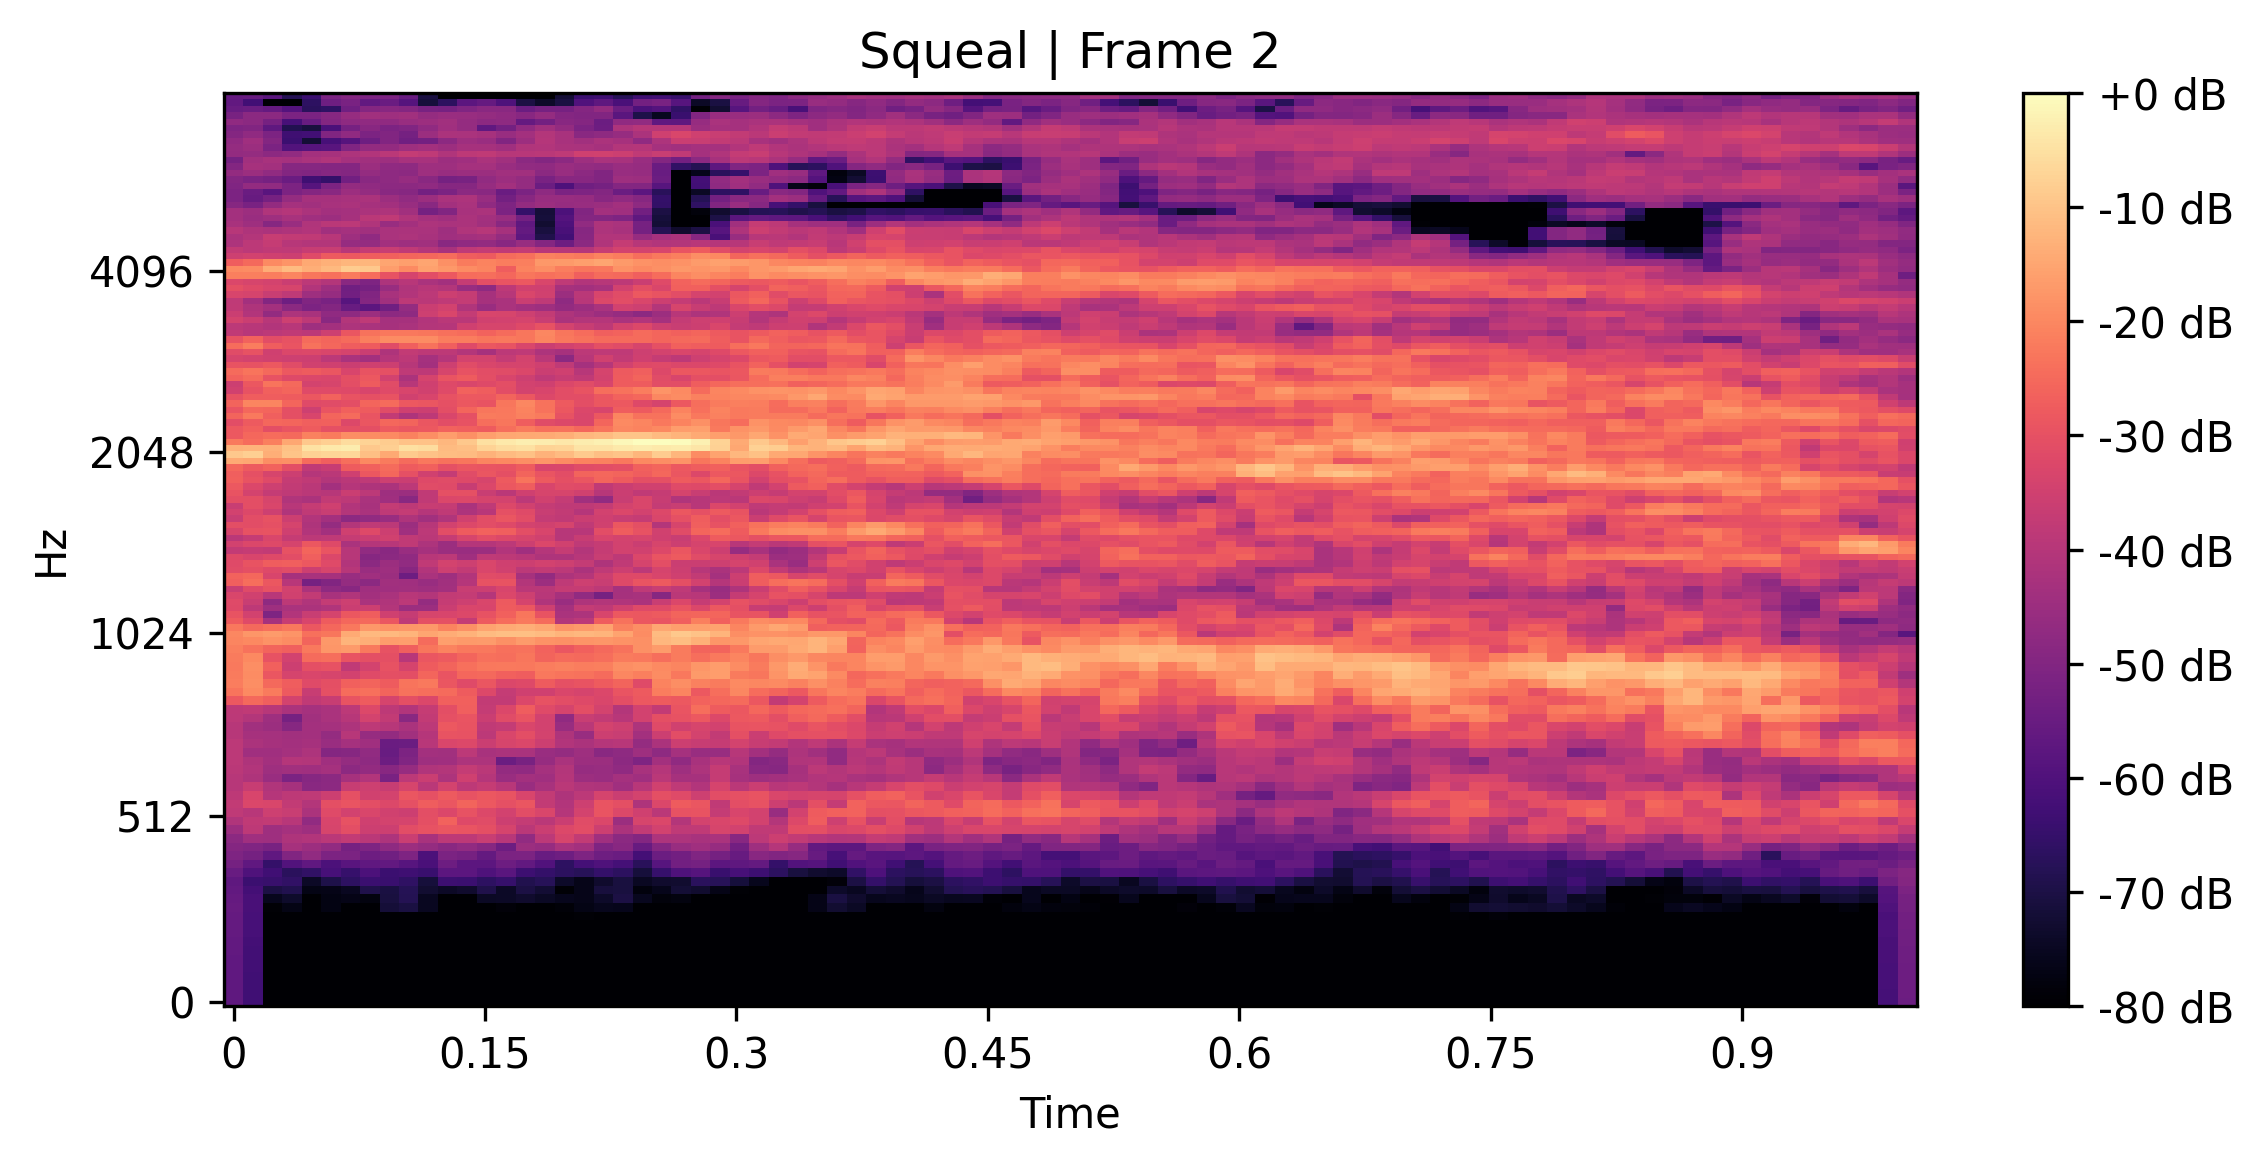 Squeal | Frame 2
Hz
4096
2048
1024
512
0
0 0.15 0.3 0.45 0.6 0.75 0.9
Time
+0 dB
-10 dB
-20 dB
-30 dB
-40 dB
-50 dB
-60 dB
-70 dB
-80 dB